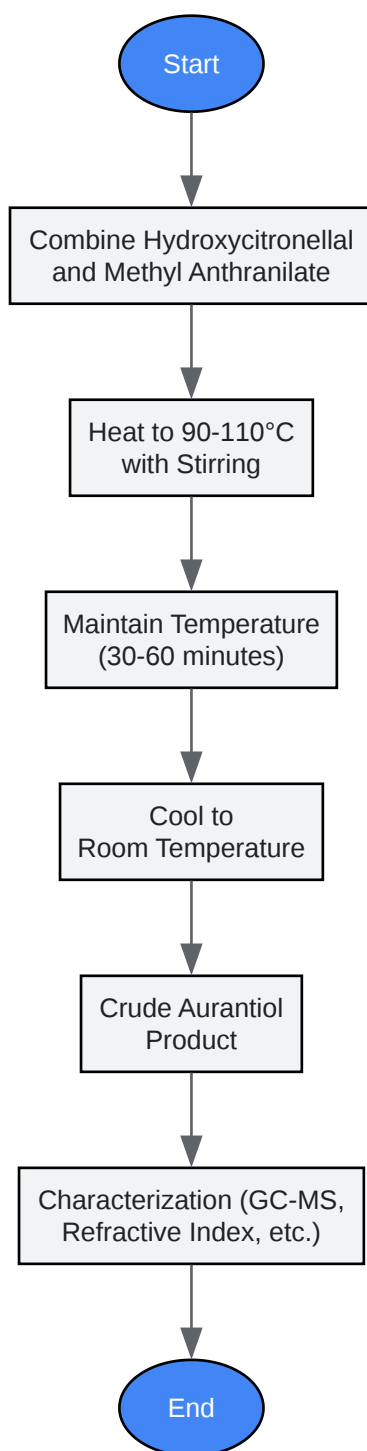 Start
Combine Hydroxycitronellal
and Methyl Anthranilate
Heat to 90-110°C
with Stirring
Maintain Temperature
(30-60 minutes)
Cool to
Room Temperature
Crude Aurantiol
Product
Characterization (GC-MS,
Refractive Index, etc.)
End